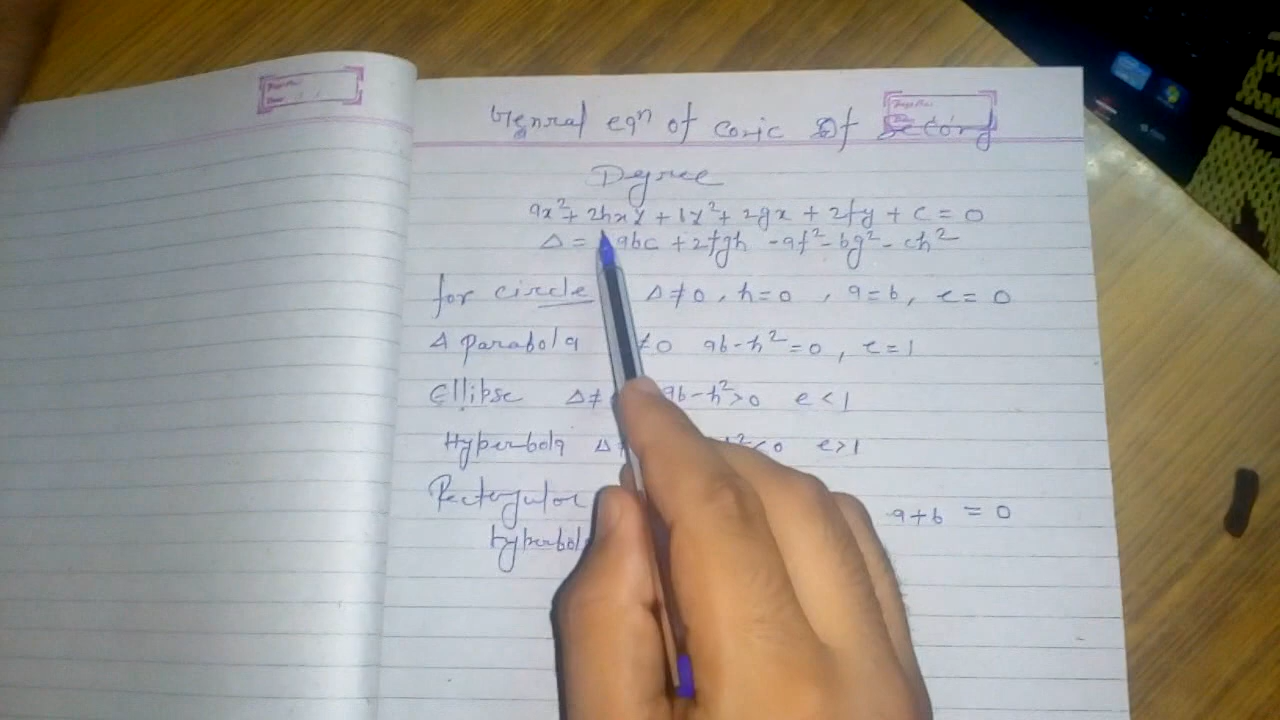 Genral eqn of conic Of Second
Degree
ax² + 2hxy + by² + 2gx + 2fy + c = 0
Δ = abc + 2fgh - af² - bg² - ch²
for circle Δ ≠ 0, h = 0, a = b, e = 0
Δ parabola ≠ 0 ab - h² = 0, e = 1
Ellipse Δ ≠ ab - h² > 0 e < 1
Hyperbola Δ ≠ h² < 0 e > 1
Rectangular a + b = 0
hyperbola